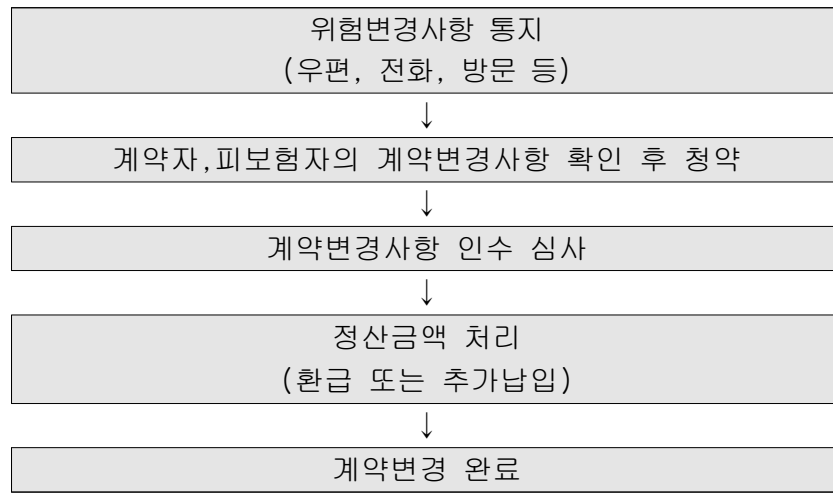 위험변경사항 통지
(우편, 전화, 방문 등)
↓
계약자,피보험자의 계약변경사항 확인 후 청약
↓
계약변경사항 인수 심사
↓
정산금액 처리
(환급 또는 추가납입)
↓
계약변경 완료